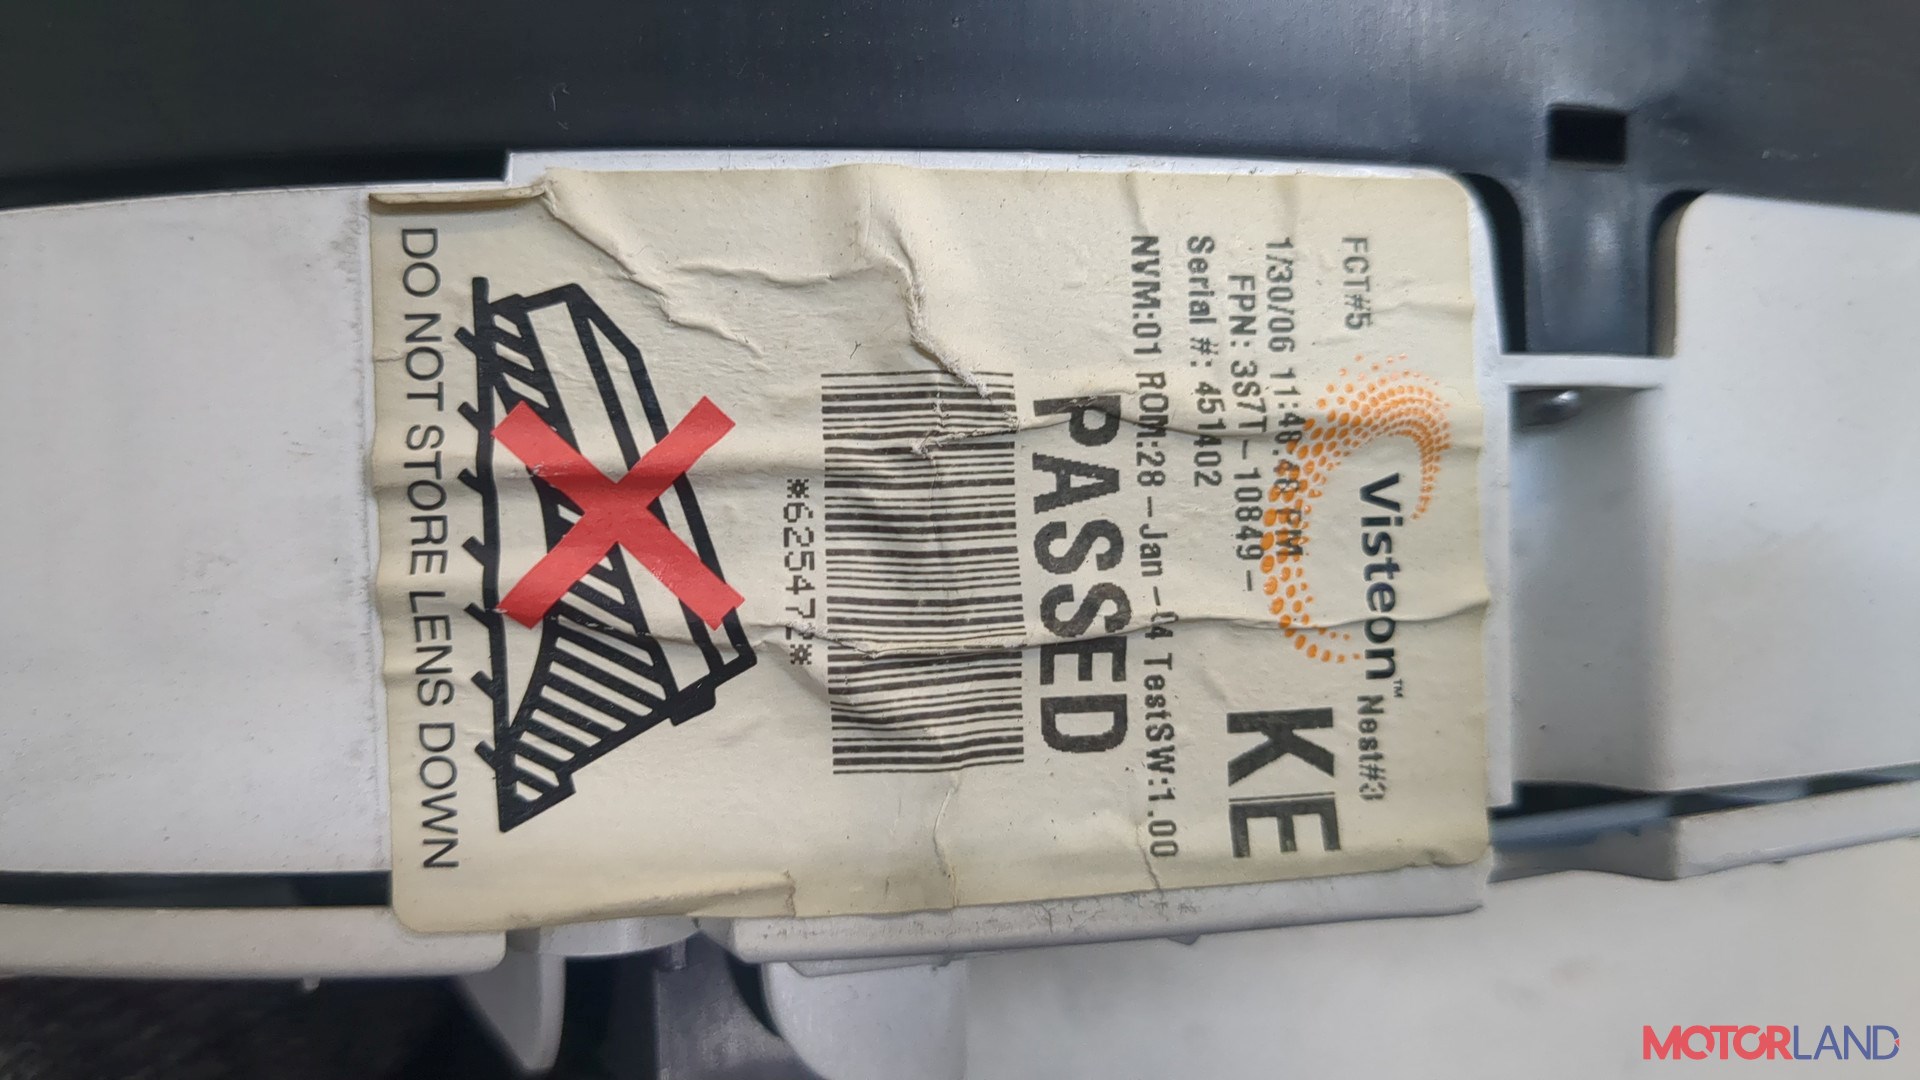 FCT#5 Visteon™ Nest#3
1/30/06 11:48:48 PM
FPN: 3S7T-10849- KE
Serial #: 451402
NVM:01 ROM:28-Jan-04 TestSW:1.00
PASSED
*625472*
DO NOT STORE LENS DOWN
MOTORLAND